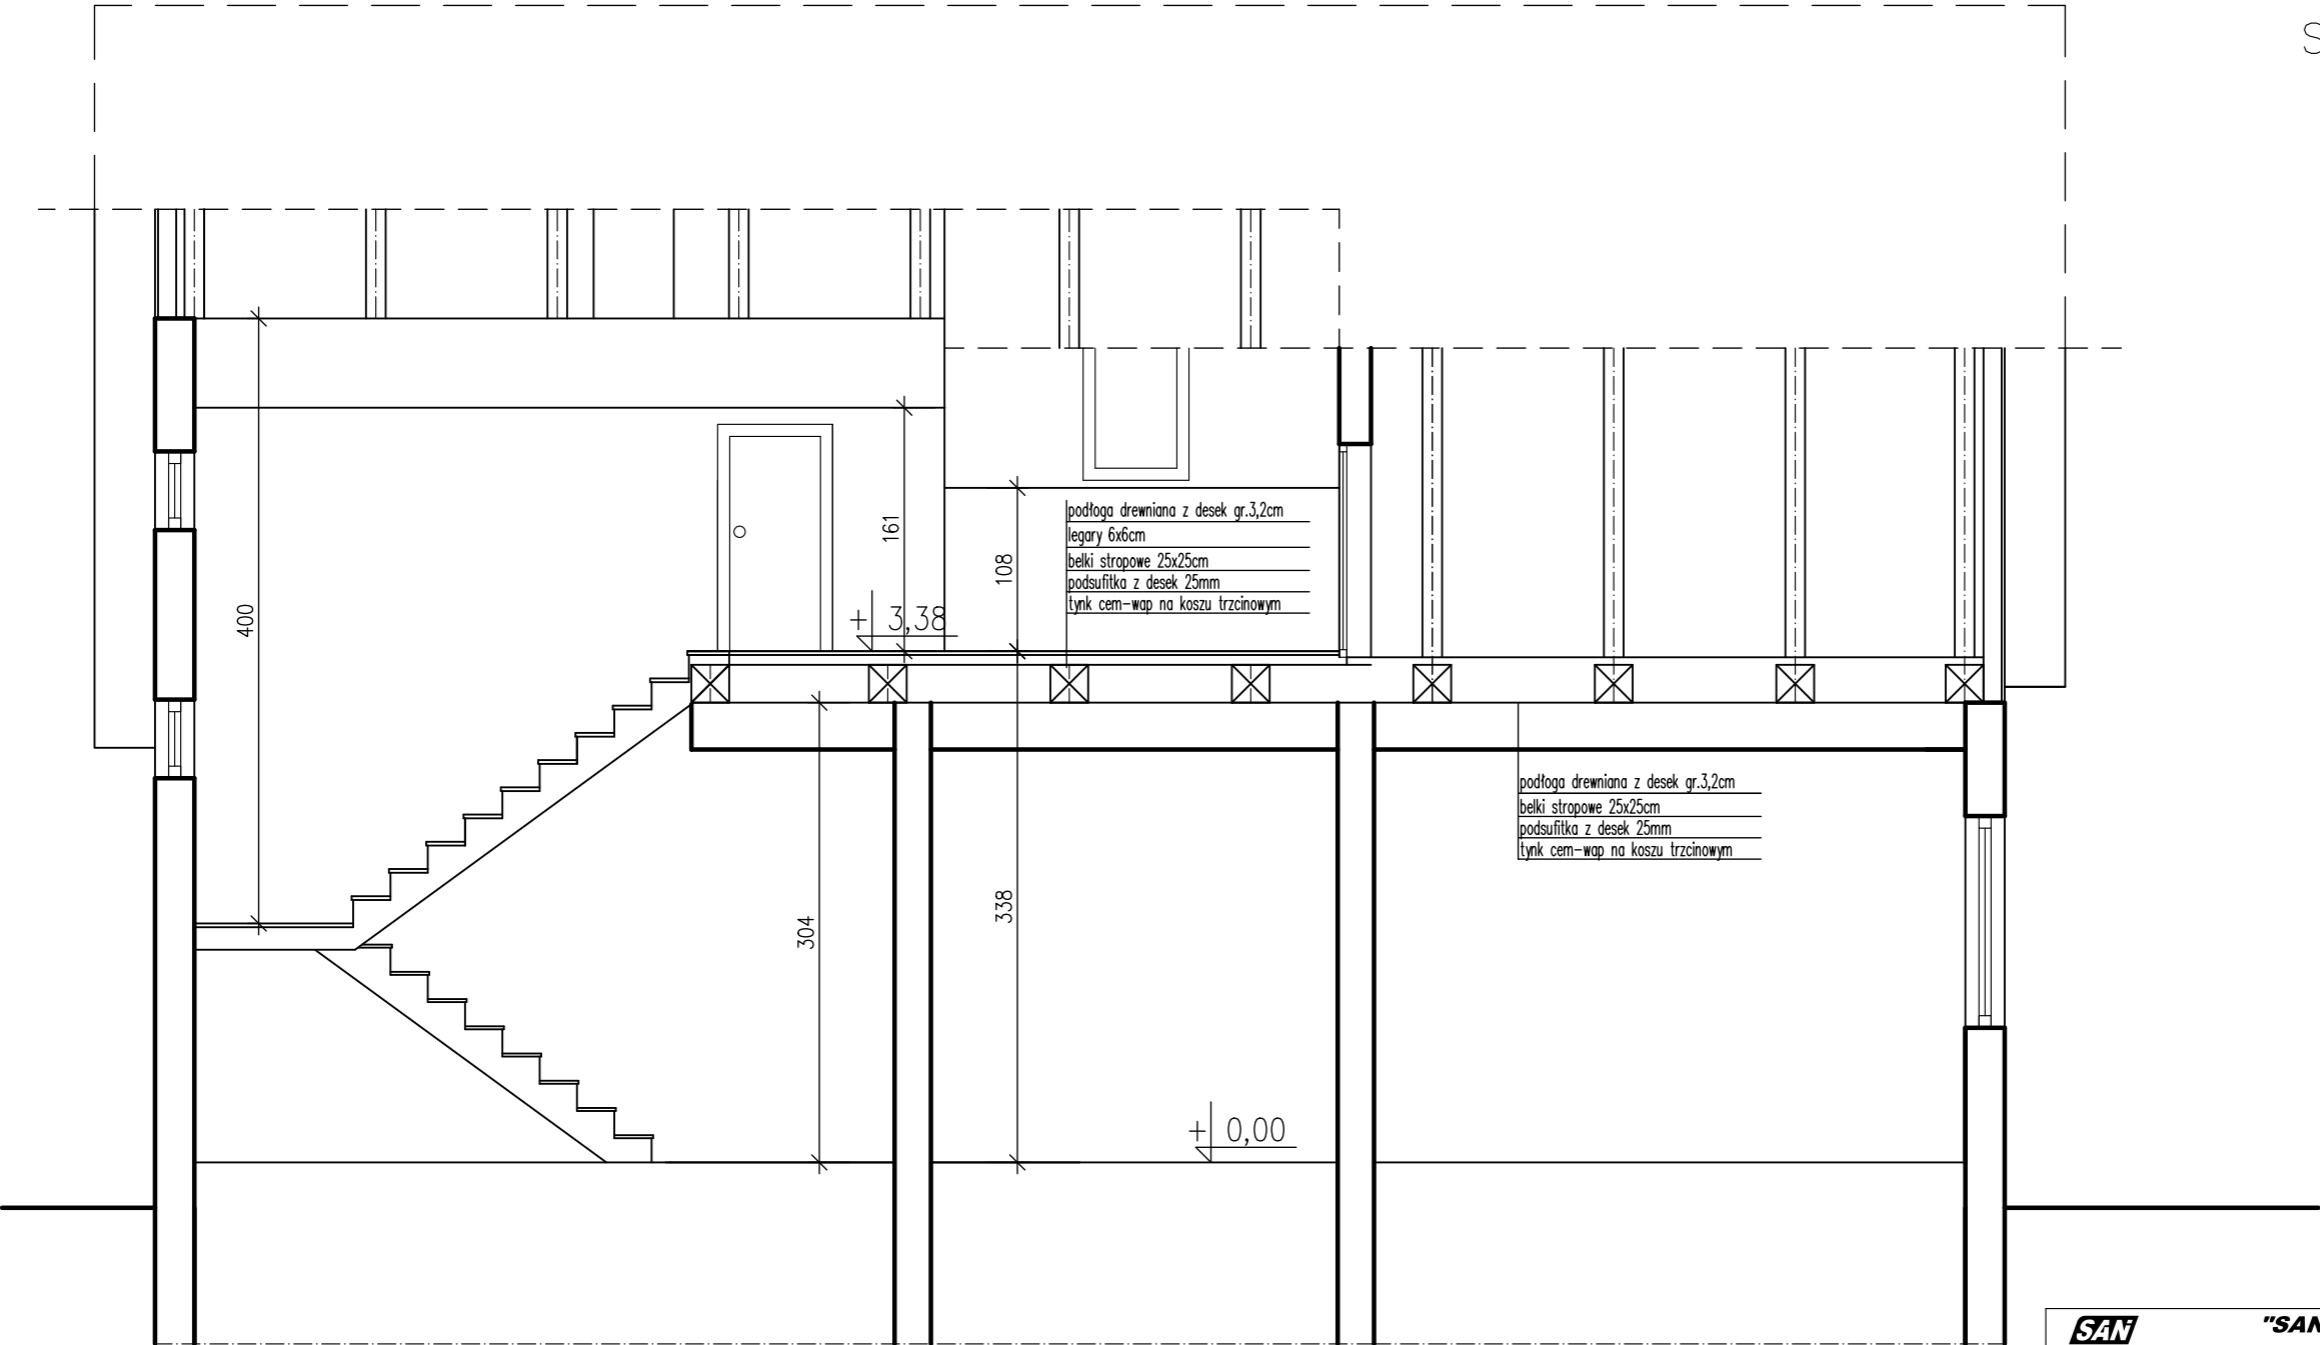 S
400
161
108
podłoga drewniana z desek gr.3,2cm
legary 6x6cm
belki stropowe 25x25cm
podsufitka z desek 25mm
tynk cem-wap na koszu trzcinowym
+ 3,38
304
338
podłoga drewniana z desek gr.3,2cm
belki stropowe 25x25cm
podsufitka z desek 25mm
tynk cem-wap na koszu trzcinowym
+ 0,00
SAN
"SAN